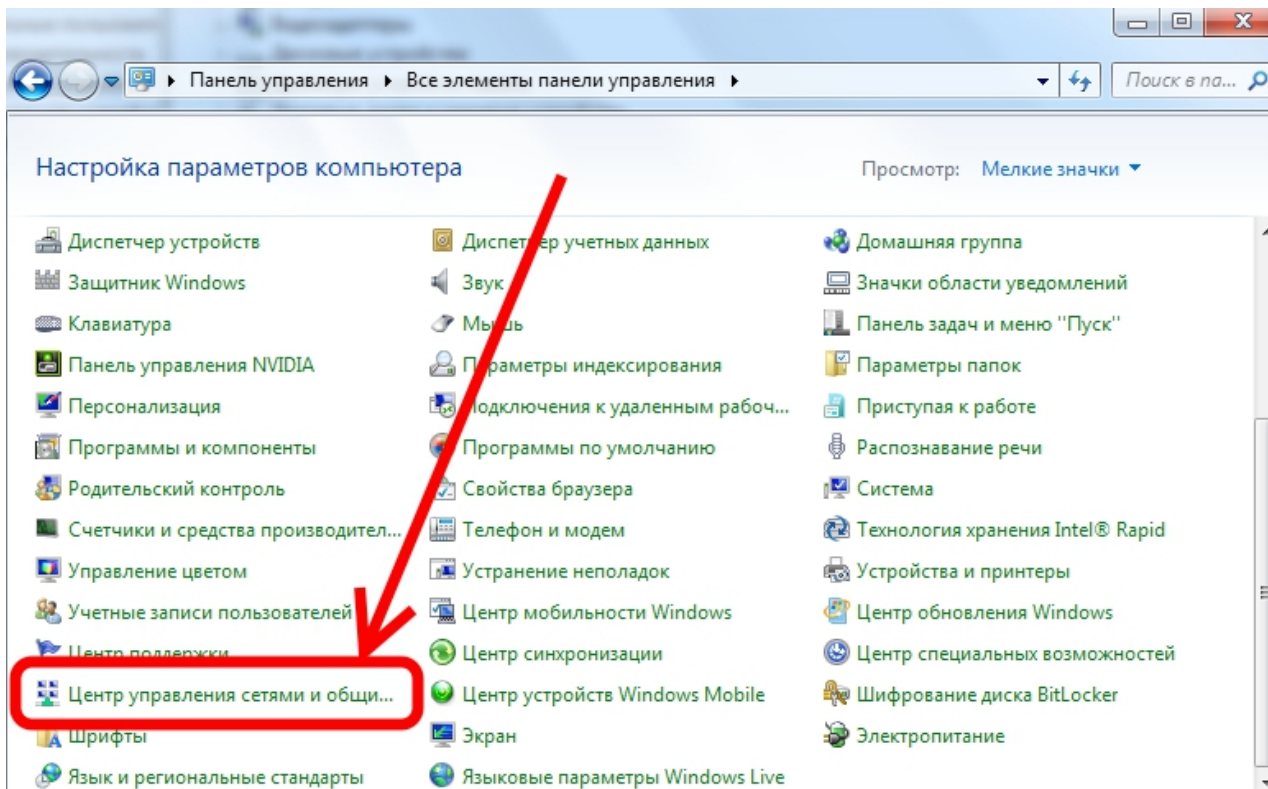 Панель управления Все элементы панели управления Поиск в па...
Настройка параметров компьютера Просмотр: Мелкие значки
Диспетчер устройств Диспетчер учетных данных Домашняя группа
Защитник Windows Звук Значки области уведомлений
Клавиатура Мышь Панель задач и меню "Пуск"
Панель управления NVIDIA Параметры индексирования Параметры папок
Персонализация Подключения к удаленным рабоч... Приступая к работе
Программы и компоненты Программы по умолчанию Распознавание речи
Родительский контроль Свойства браузера Система
Счетчики и средства производител... Телефон и модем Технология хранения Intel® Rapid
Управление цветом Устранение неполадок Устройства и принтеры
Учетные записи пользователей Центр мобильности Windows Центр обновления Windows
Центр поддержки Центр синхронизации Центр специальных возможностей
Центр управления сетями и общи... Центр устройств Windows Mobile Шифрование диска BitLocker
Шрифты Экран Электропитание
Язык и региональные стандарты Языковые параметры Windows Live